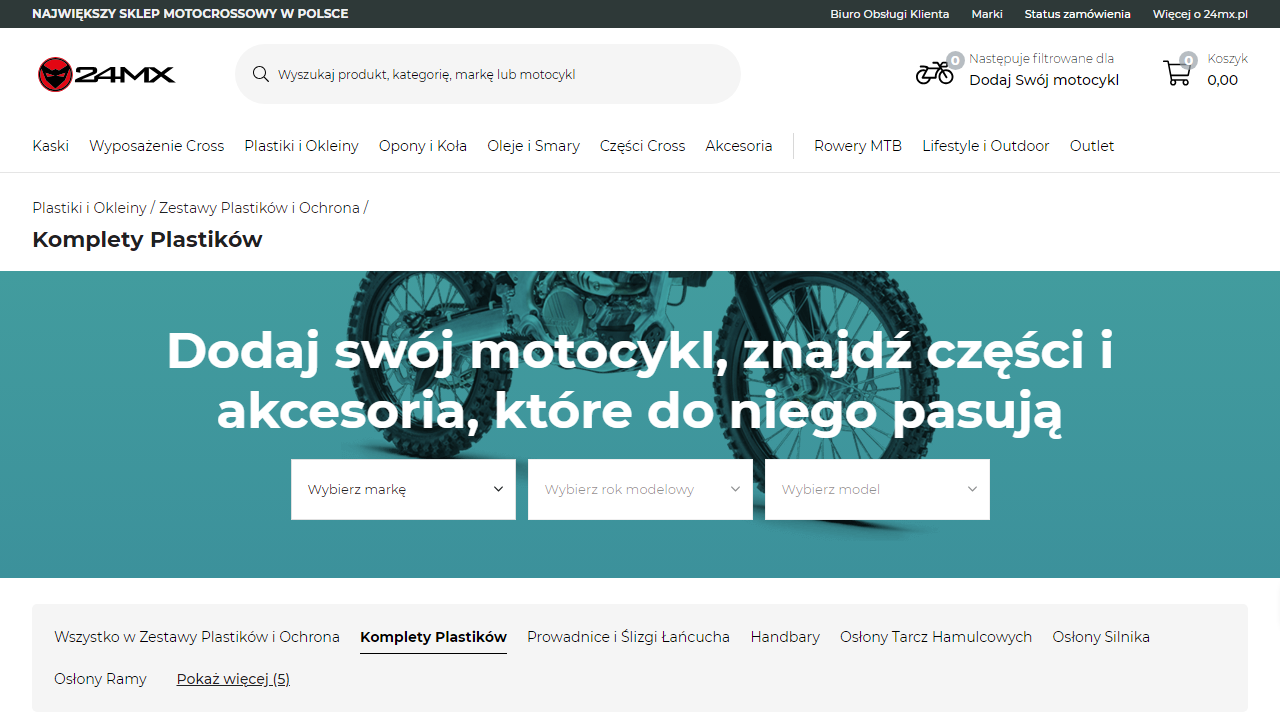 NAJWIĘKSZY SKLEP MOTOCROSSOWY W POLSCE
Biuro Obsługi Klienta Marki Status zamówienia Więcej o 24mx.pl
24MX
Wyszukaj produkt, kategorię, markę lub motocykl
0 Następuje filtrowane dla
Dodaj Swój motocykl
0 Koszyk
0,00
Kaski Wyposażenie Cross Plastiki i Okleiny Opony i Koła Oleje i Smary Części Cross Akcesoria Rowery MTB Lifestyle i Outdoor Outlet
Plastiki i Okleiny / Zestawy Plastików i Ochrona /
Komplety Plastików
Dodaj swój motocykl, znajdź części i
akcesoria, które do niego pasują
Wybierz markę Wybierz rok modelowy Wybierz model
Wszystko w Zestawy Plastików i Ochrona Komplety Plastików Prowadnice i Ślizgi Łańcucha Handbary Osłony Tarcz Hamulcowych Osłony Silnika
Osłony Ramy Pokaż więcej (5)